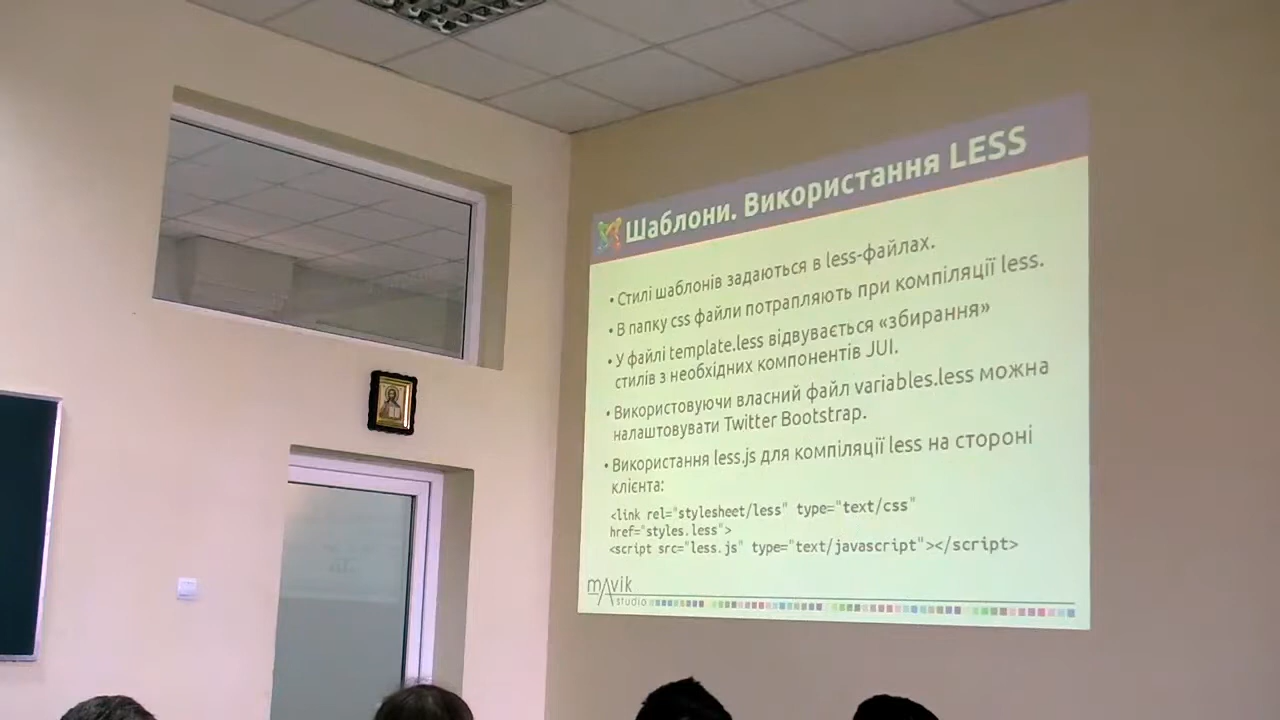 Шаблони. Використання LESS
• Стилі шаблонів задаються в less-файлах.
• В папку css файли потрапляють при компіляції less.
• У файлі template.less відвувається «збирання»
стилів з необхідних компонентів JUI.
• Використовуючи власний файл variables.less можна
налаштовувати Twitter Bootstrap.
• Використання less.js для компіляції less на стороні
клієнта:
<link rel="stylesheet/less" type="text/css"
href="styles.less">
<script src="less.js" type="text/javascript"></script>
mavik
studio